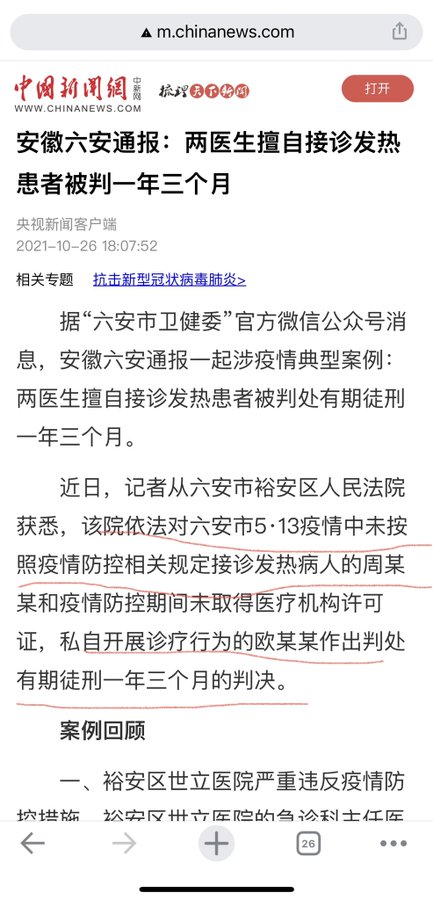 m.chinanews.com
中国新闻網
中新网
梳理天下新闻
打开
WWW.CHINANEWS.COM
安徽六安通报：两医生擅自接诊发热
患者被判一年三个月
央视新闻客户端
2021-10-26 18:07:52
相关专题 抗击新型冠状病毒肺炎>
据“六安市卫健委”官方微信公众号消
息，安徽六安通报一起涉疫情典型案例：
两医生擅自接诊发热患者被判处有期徒刑
一年三个月。
近日，记者从六安市裕安区人民法院
获悉，该院依法对六安市5·13疫情中未按
照疫情防控相关规定接诊发热病人的周某
某和疫情防控期间未取得医疗机构许可
证，私自开展诊疗行为的欧某某作出判处
有期徒刑一年三个月的判决。
案例回顾
一、裕安区世立医院严重违反疫情防
控措施。裕安区世立医院的急诊科主任医
26